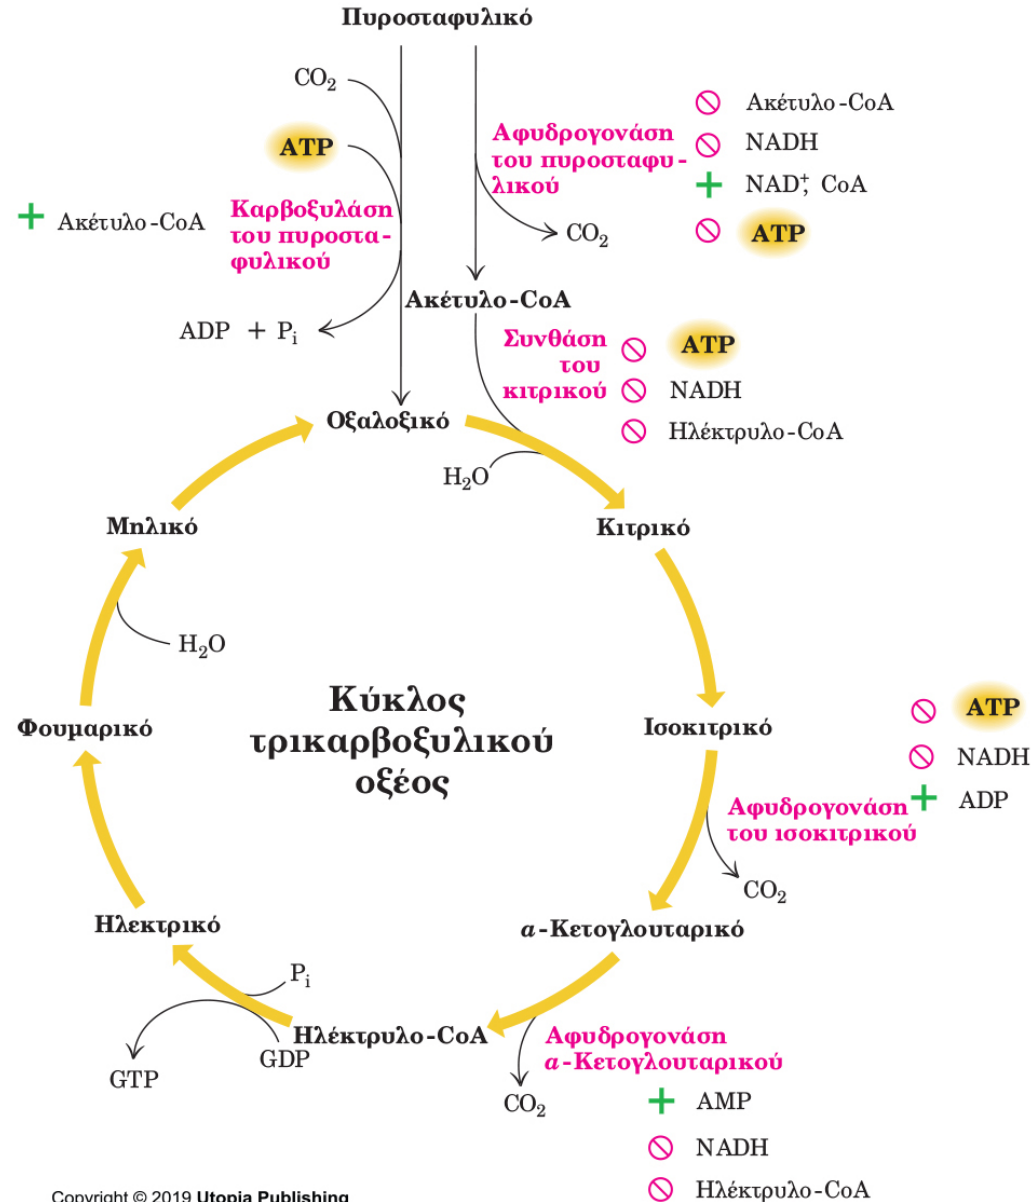 Πυροσταφυλικό
CO₂
ATP
+ Ακέτυλο-CoA
Καρβοξυλάση
του πυροστα-
φυλικού
ADP + Pᵢ
Αφυδρογονάση
του πυροσταφυ-
λικού
CO₂
Ακέτυλο-CoA
NADH
+ NAD⁺, CoA
ATP
Ακέτυλο-CoA
Συνθάση
του
κιτρικού
ATP
NADH
Ηλέκτρυλο-CoA
Οξαλοξικό
H₂O
Κιτρικό
Μηλικό
H₂O
Κύκλος
τρικαρβοξυλικού
οξέος
Φουμαρικό
Ισοκιτρικό
ATP
NADH
+ ADP
Αφυδρογονάση
του ισοκιτρικού
CO₂
Ηλεκτρικό
α-Κετογλουταρικό
Pᵢ
Ηλέκτρυλο-CoA
GDP
GTP
Αφυδρογονάση
α-Κετογλουταρικού
CO₂
+ AMP
NADH
Ηλέκτρυλο-CoA
Copyright © 2019 Utopia Publishing